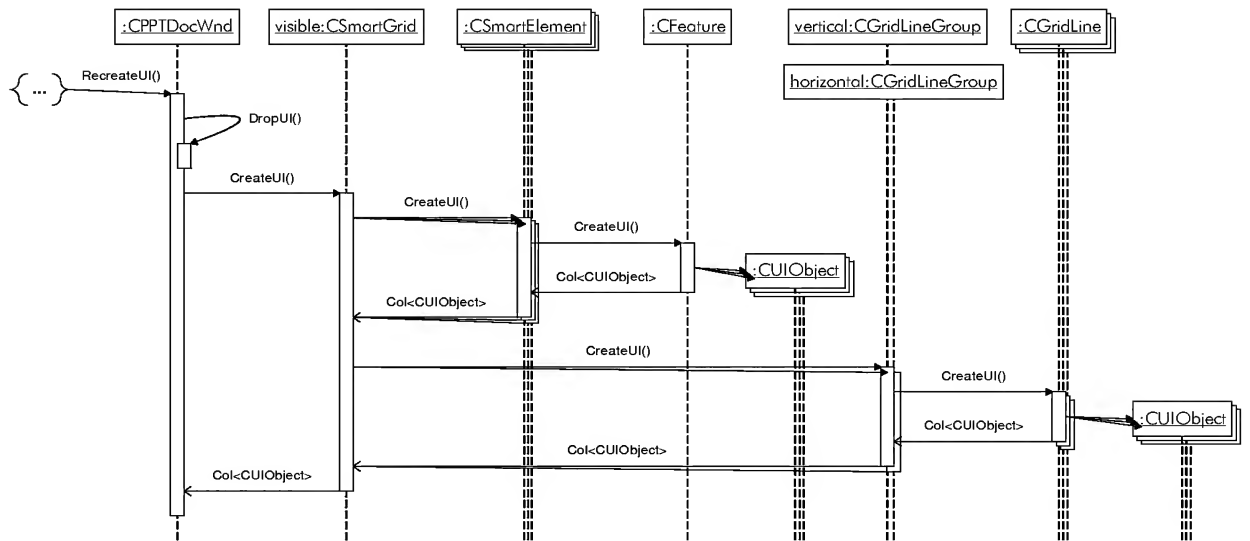 :CPPTDocWnd
visible:CSmartGrid
:CSmartElement
:CFeature
vertical:CGridLineGroup
:CGridLine
horizontal:CGridLineGroup
{...}
RecreateUI()
DropUI()
CreateUI()
CreateUI()
CreateUI()
:CUIObject
Col<CUIObject>
Col<CUIObject>
CreateUI()
CreateUI()
:CUIObject
Col<CUIObject>
Col<CUIObject>
Col<CUIObject>